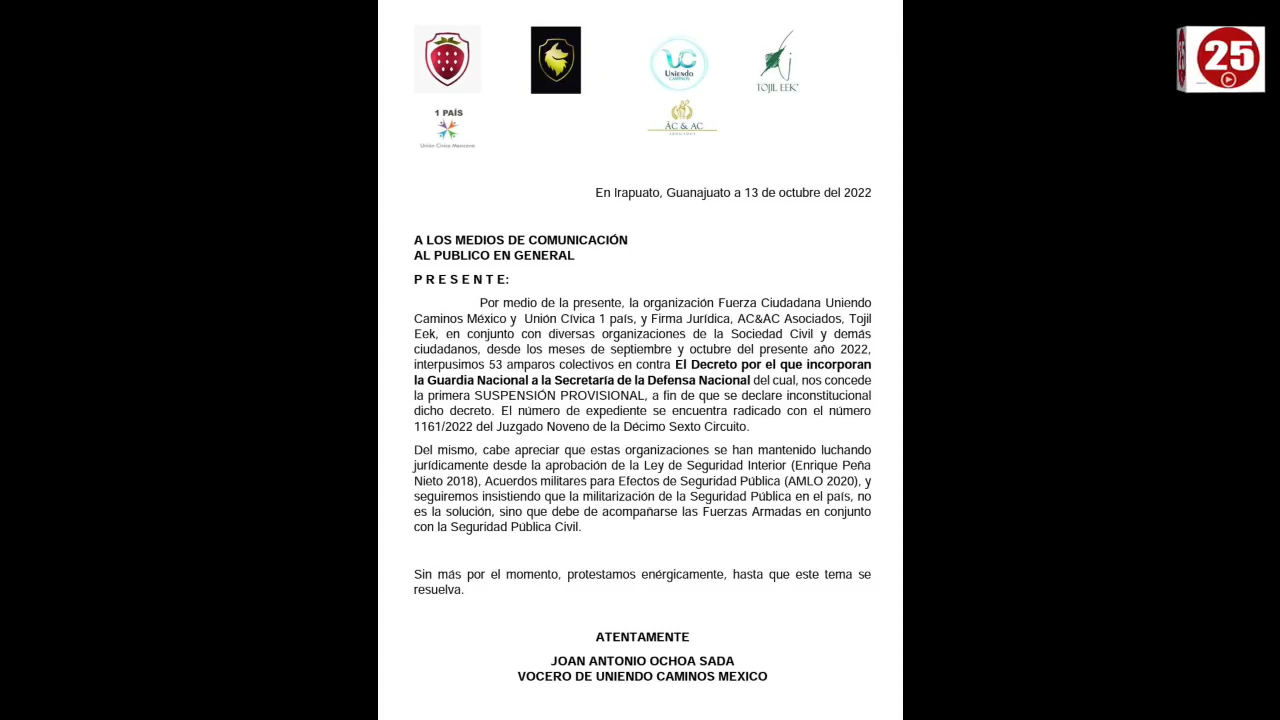 25
25
UC
UNIENDO
CAMINOS
TOJIL EEK'
1 PAÍS
Unión Cívica Mexicana
ÁC & AC
En Irapuato, Guanajuato a 13 de octubre del 2022
A LOS MEDIOS DE COMUNICACIÓN
AL PUBLICO EN GENERAL
P R E S E N T E:
Por medio de la presente, la organización Fuerza Ciudadana Uniendo
Caminos México y Unión Cívica 1 país, y Firma Jurídica, AC&AC Asociados, Tojil
Eek, en conjunto con diversas organizaciones de la Sociedad Civil y demás
ciudadanos, desde los meses de septiembre y octubre del presente año 2022,
interpusimos 53 amparos colectivos en contra El Decreto por el que incorporan
la Guardia Nacional a la Secretaría de la Defensa Nacional del cual, nos concede
la primera SUSPENSIÓN PROVISIONAL, a fin de que se declare inconstitucional
dicho decreto. El número de expediente se encuentra radicado con el número
1161/2022 del Juzgado Noveno de la Décimo Sexto Circuito.
Del mismo, cabe apreciar que estas organizaciones se han mantenido luchando
jurídicamente desde la aprobación de la Ley de Seguridad Interior (Enrique Peña
Nieto 2018), Acuerdos militares para Efectos de Seguridad Pública (AMLO 2020), y
seguiremos insistiendo que la militarización de la Seguridad Pública en el país, no
es la solución, sino que debe de acompañarse las Fuerzas Armadas en conjunto
con la Seguridad Pública Civil.
Sin más por el momento, protestamos enérgicamente, hasta que este tema se
resuelva.
ATENTAMENTE
JOAN ANTONIO OCHOA SADA
VOCERO DE UNIENDO CAMINOS MEXICO